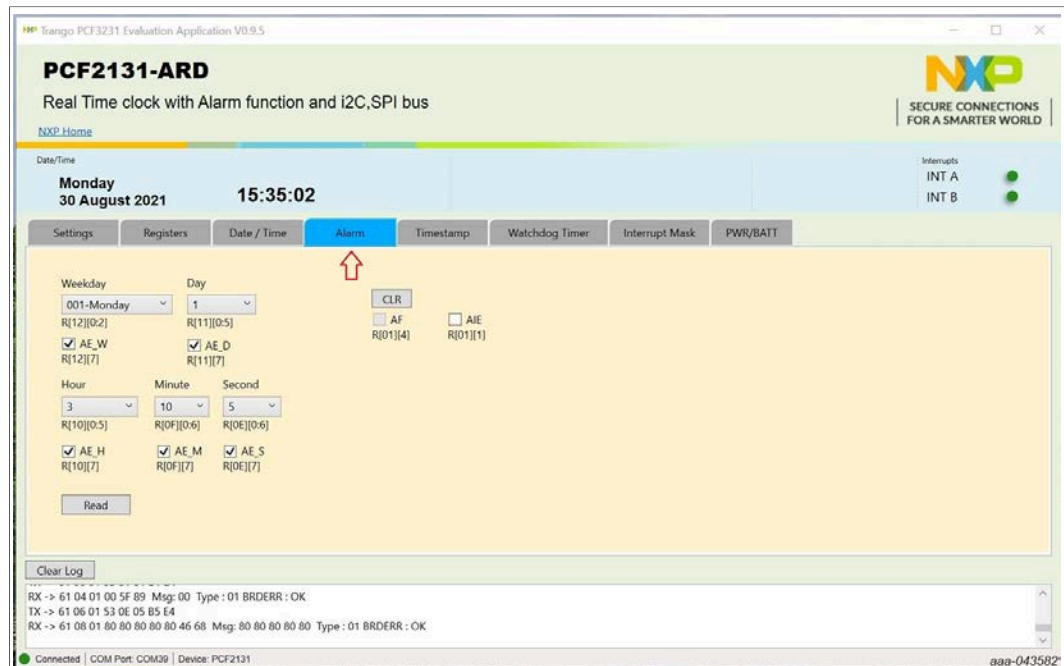 NXP Trango PCF3231 Evaluation Application V0.9.5
PCF2131-ARD
Real Time clock with Alarm function and i2C,SPI bus
NXP Home
NXP
SECURE CONNECTIONS
FOR A SMARTER WORLD
Date/Time
Monday
30 August 2021
15:35:02
Interrupts
INT A
INT B
Settings Registers Date / Time Alarm Timestamp Watchdog Timer Interrupt Mask PWR/BATT
Weekday Day
001-Monday 1
R[12][0:2] R[11][0:5]
AE_W AE_D
R[12][7] R[11][7]
CLR
AF AIE
R[01][4] R[01][1]
Hour Minute Second
3 10 5
R[10][0:5] R[0F][0:6] R[0E][0:6]
AE_H AE_M AE_S
R[10][7] R[0F][7] R[0E][7]
Read
Clear Log
RX -> 61 04 01 00 5F 89 Msg: 00 Type : 01 BRDERR : OK
TX -> 61 06 01 53 0E 05 B5 E4
RX -> 61 08 01 80 80 80 80 80 46 68 Msg: 80 80 80 80 80 Type : 01 BRDERR : OK
Connected COM Port: COM39 Device: PCF2131
aaa-043582